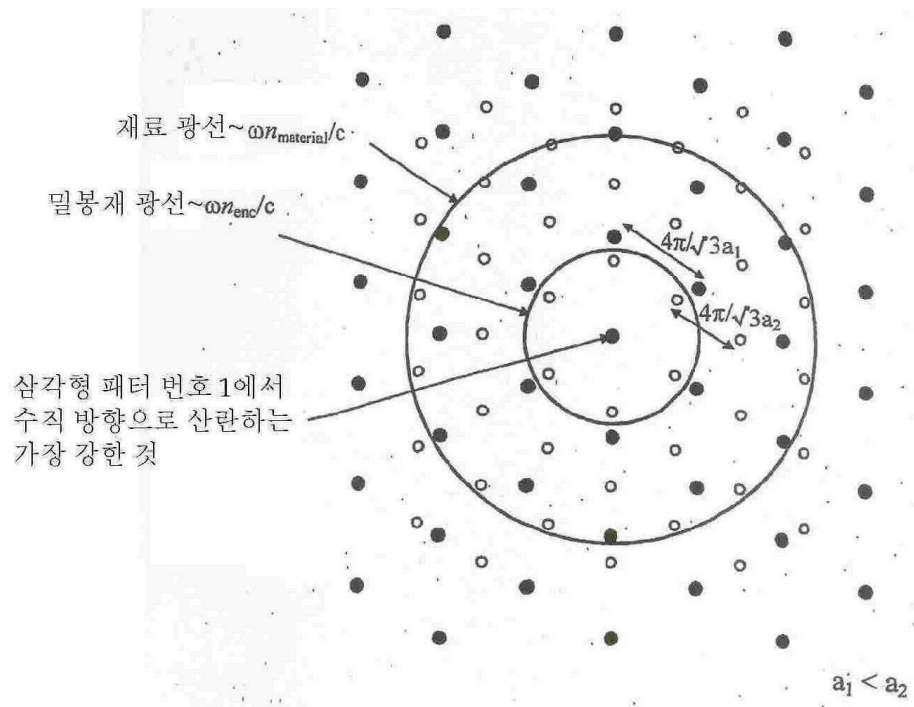 재료 광선~ωn_material/c
밀봉재 광선~ωn_enc/c
4π/√3a₁
4π/√3a₂
삼각형 패터 번호 1에서
수직 방향으로 산란하는
가장 강한 것
a₁ < a₂